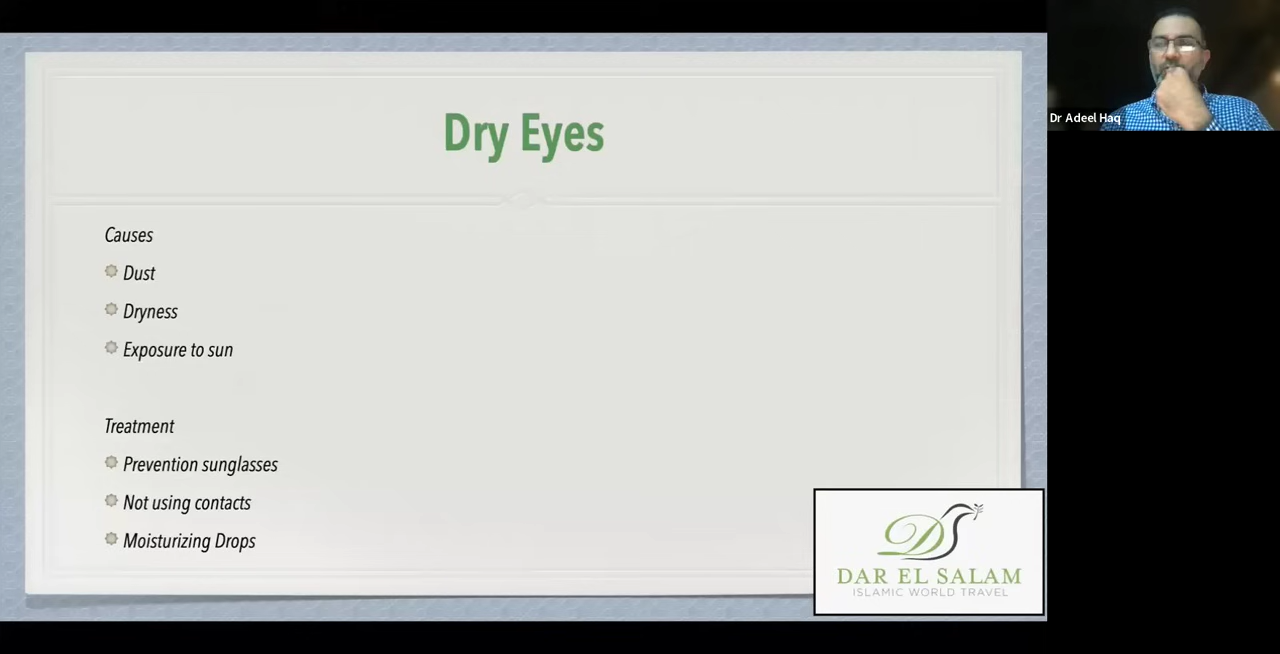 Dry Eyes
Causes
Dust
Dryness
Exposure to sun
Treatment
Prevention sunglasses
Not using contacts
Moisturizing Drops
DS
DAR EL SALAM
ISLAMIC WORLD TRAVEL
Dr Adeel Haq